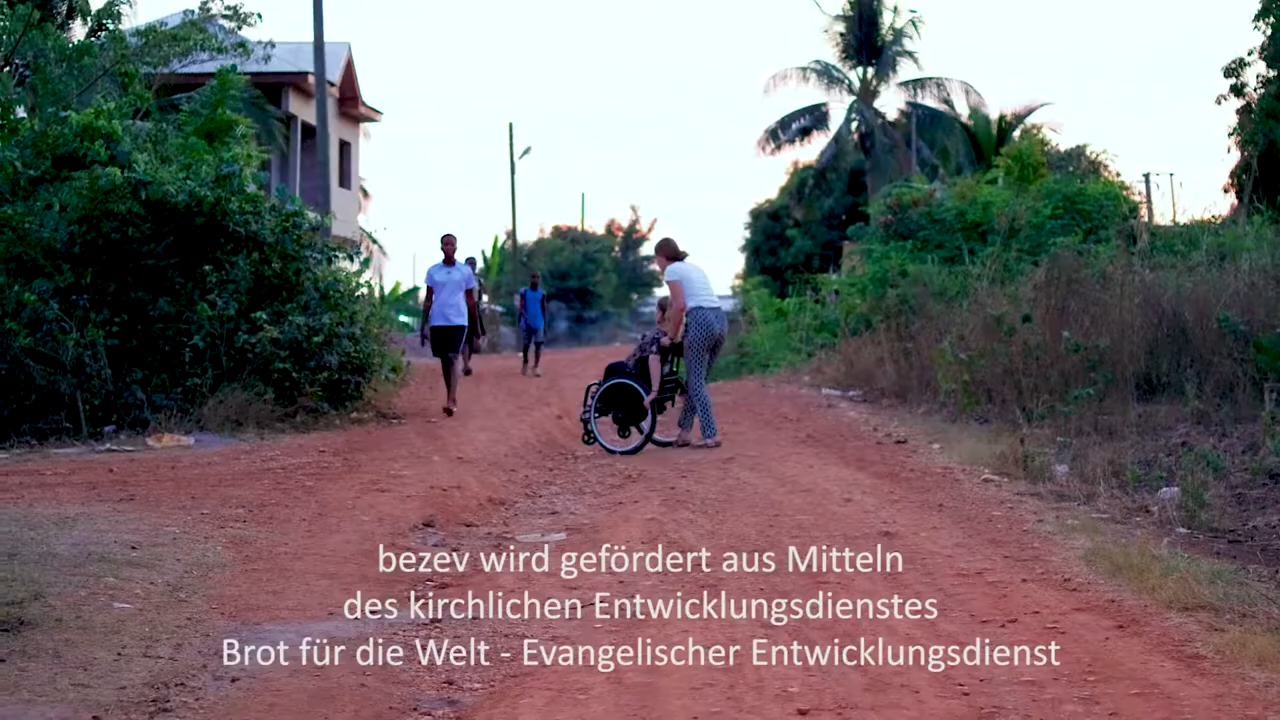 bezev wird gefördert aus Mitteln
des kirchlichen Entwicklungsdienstes
Brot für die Welt - Evangelischer Entwicklungsdienst